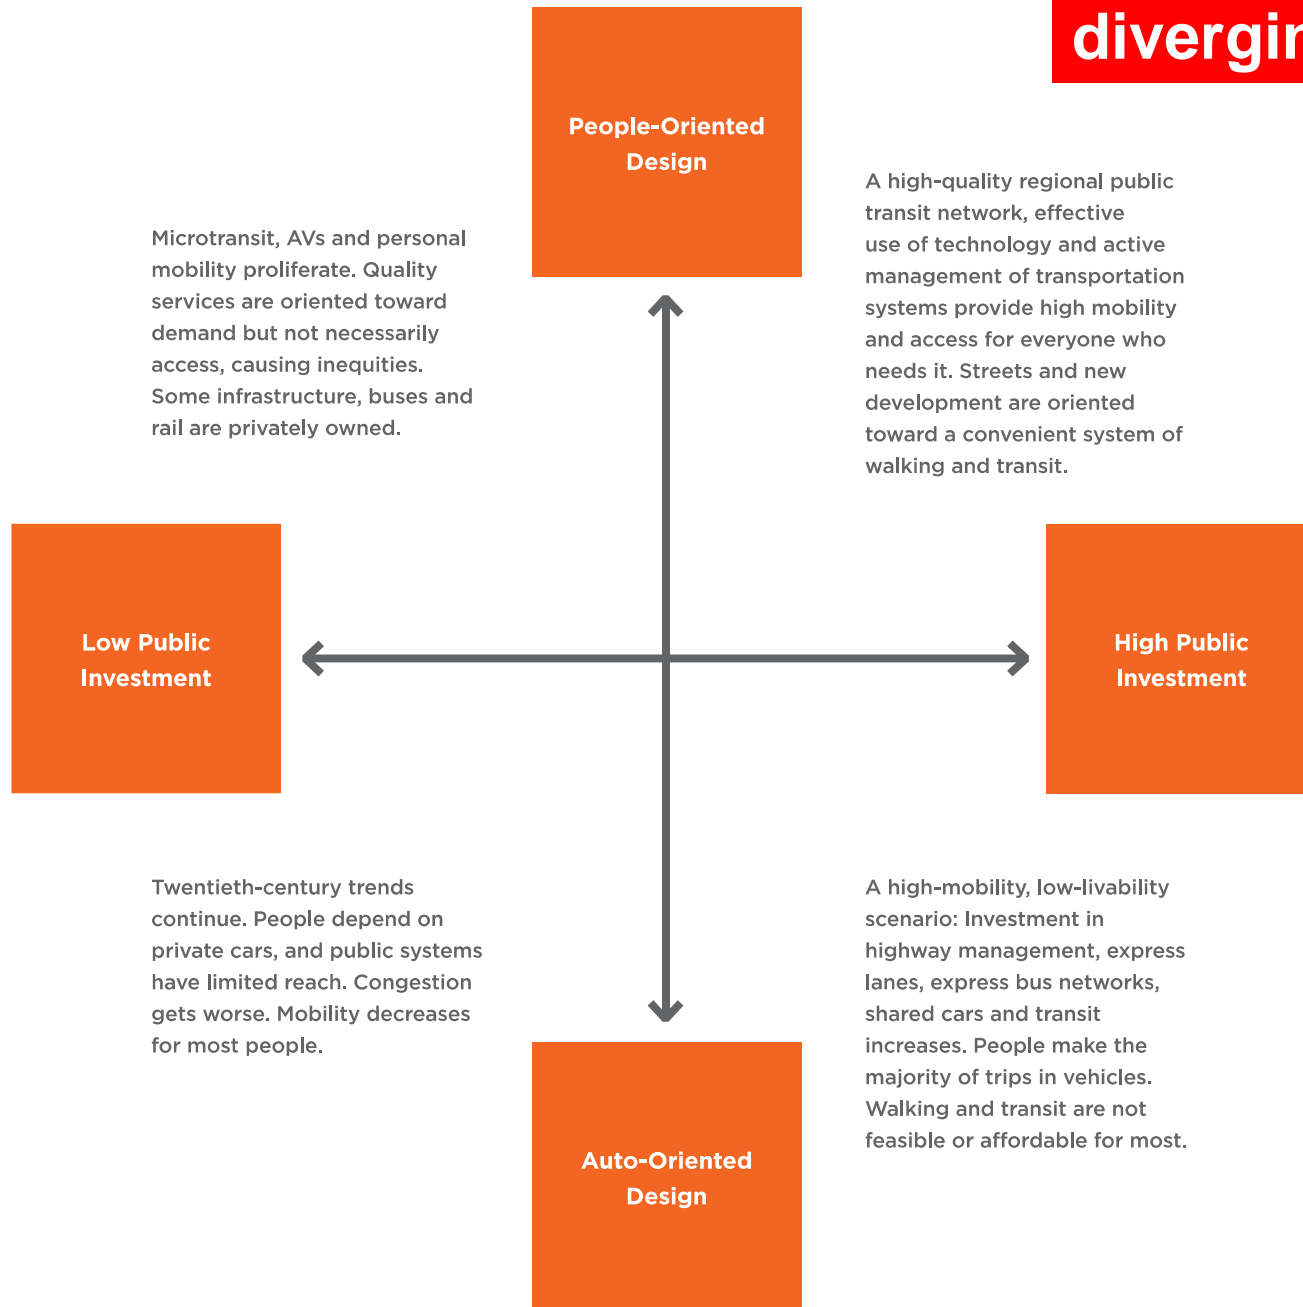 People-Oriented
Design
Microtransit, AVs and personal
mobility proliferate. Quality
services are oriented toward
demand but not necessarily
access, causing inequities.
Some infrastructure, buses and
rail are privately owned.
A high-quality regional public
transit network, effective
use of technology and active
management of transportation
systems provide high mobility
and access for everyone who
needs it. Streets and new
development are oriented
toward a convenient system of
walking and transit.
Low Public
Investment
High Public
Investment
Twentieth-century trends
continue. People depend on
private cars, and public systems
have limited reach. Congestion
gets worse. Mobility decreases
for most people.
A high-mobility, low-livability
scenario: Investment in
highway management, express
lanes, express bus networks,
shared cars and transit
increases. People make the
majority of trips in vehicles.
Walking and transit are not
feasible or affordable for most.
Auto-Oriented
Design